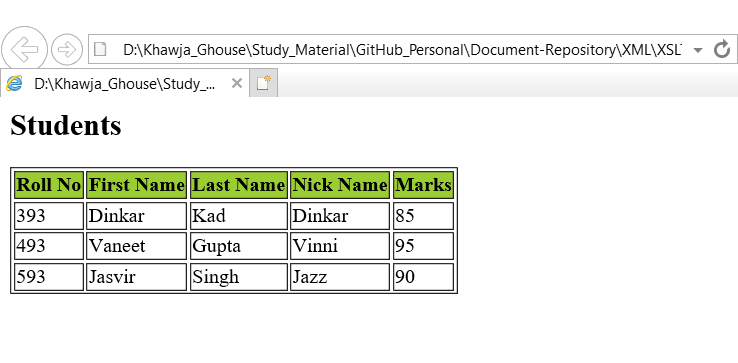 D:\Khawja_Ghouse\Study_Material\GitHub_Personal\Document-Repository\XML\XSLT
D:\Khawja_Ghouse\Study_...
Students
Roll No First Name Last Name Nick Name Marks
393 Dinkar Kad Dinkar 85
493 Vaneet Gupta Vinni 95
593 Jasvir Singh Jazz 90